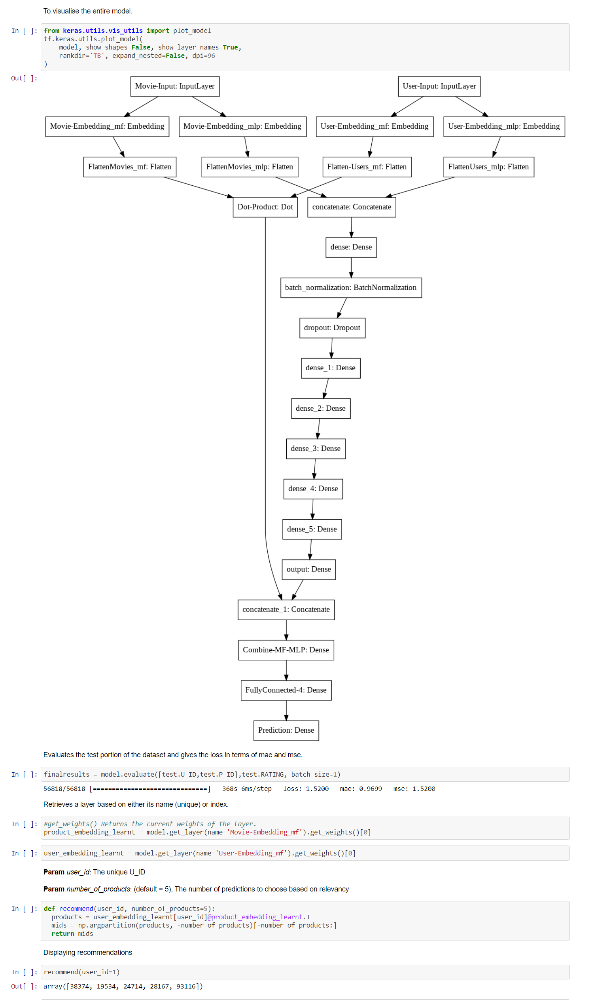 To visualise the entire model.
In [ ]:
from keras.utils.vis_utils import plot_model
tf.keras.utils.plot_model(
    model, show_shapes=False, show_layer_names=True,
    rankdir='TB', expand_nested=False, dpi=96
)
Out[ ]:
Movie-Input: InputLayer
User-Input: InputLayer
Movie-Embedding_mf: Embedding
Movie-Embedding_mlp: Embedding
User-Embedding_mf: Embedding
User-Embedding_mlp: Embedding
FlattenMovies_mf: Flatten
FlattenMovies_mlp: Flatten
Flatten-Users_mf: Flatten
FlattenUsers_mlp: Flatten
Dot-Product: Dot
concatenate: Concatenate
dense: Dense
batch_normalization: BatchNormalization
dropout: Dropout
dense_1: Dense
dense_2: Dense
dense_3: Dense
dense_4: Dense
dense_5: Dense
output: Dense
concatenate_1: Concatenate
Combine-MF-MLP: Dense
FullyConnected-4: Dense
Prediction: Dense
Evaluates the test portion of the dataset and gives the loss in terms of mae and mse.
In [ ]: finalresults = model.evaluate([test.U_ID,test.P_ID],test.RATING, batch_size=1)
56818/56818 [==============================] - 368s 6ms/step - loss: 1.5200 - mae: 0.9699 - mse: 1.5200
Retrieves a layer based on either its name (unique) or index.
In [ ]: #get_weights() Returns the current weights of the layer.
product_embedding_learnt = model.get_layer(name='Movie-Embedding_mf').get_weights()[0]
In [ ]: user_embedding_learnt = model.get_layer(name='User-Embedding_mf').get_weights()[0]
Param user_id: The unique U_ID
Param number_of_products: (default = 5), The number of predictions to choose based on relevancy
In [ ]: def recommend(user_id, number_of_products=5):
  products = user_embedding_learnt[user_id]@product_embedding_learnt.T
  mids = np.argpartition(products, -number_of_products)[-number_of_products:]
  return mids
Displaying recommendations
In [ ]: recommend(user_id=1)
Out[ ]: array([38374, 19534, 24714, 28167, 93116])